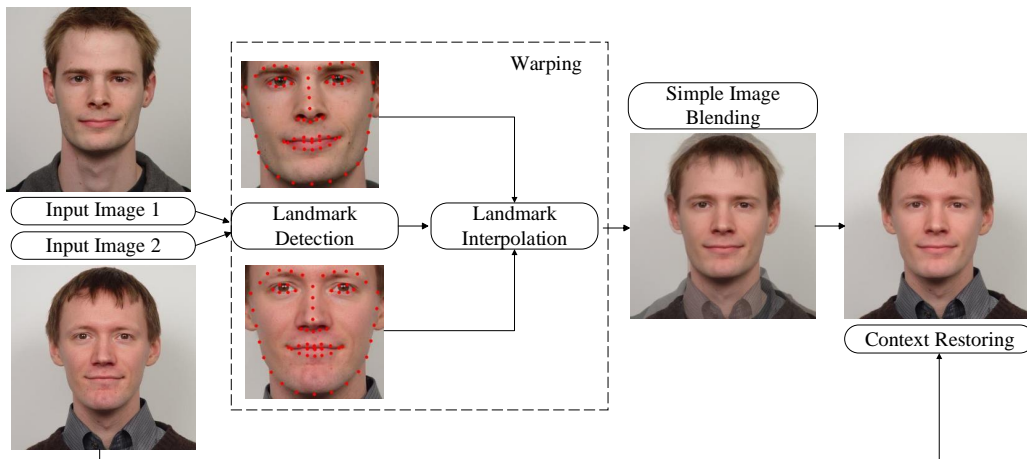 Warping
Simple Image
Blending
Input Image 1
Input Image 2
Landmark
Detection
Landmark
Interpolation
Context Restoring